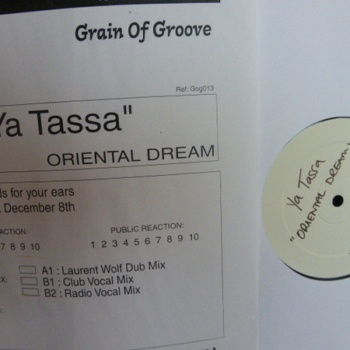 Grain Of Groove
Ref: Gog013
Ya Tassa"
ORIENTAL DREAM
ds for your ears
December 8th
ACTION
PUBLIC REACTION:
7 8 9 10
1 2 3 4 5 6 7 8 9 10
A1 : Laurent Wolf Dub Mix
B1 : Club Vocal Mix
B2 : Radio Vocal Mix
Ya Tassa
"ORIENTAL DREAM